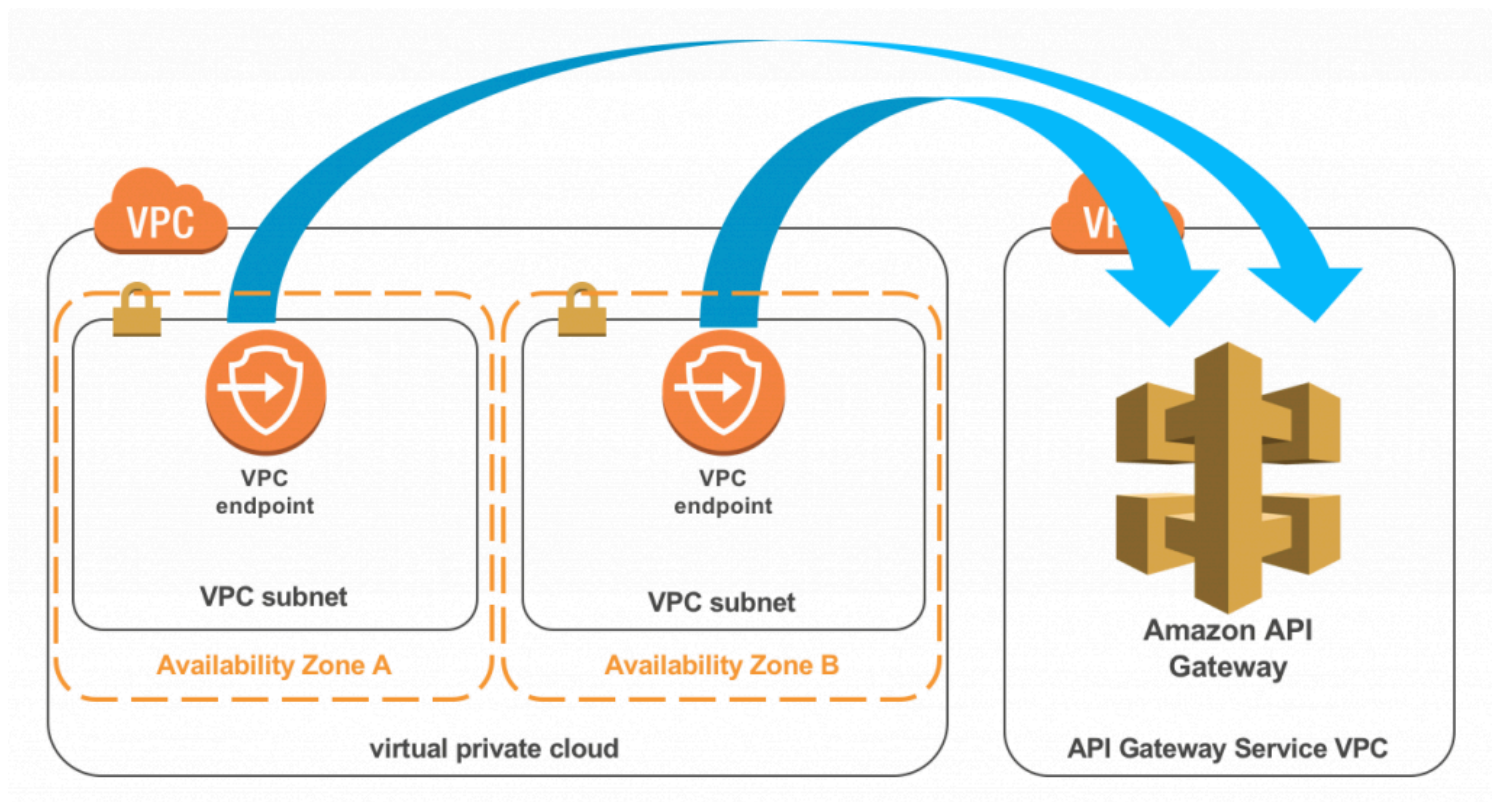 VPC
VPC
endpoint
VPC subnet
Availability Zone A
VPC
endpoint
VPC subnet
Availability Zone B
virtual private cloud
Amazon API
Gateway
API Gateway Service VPC